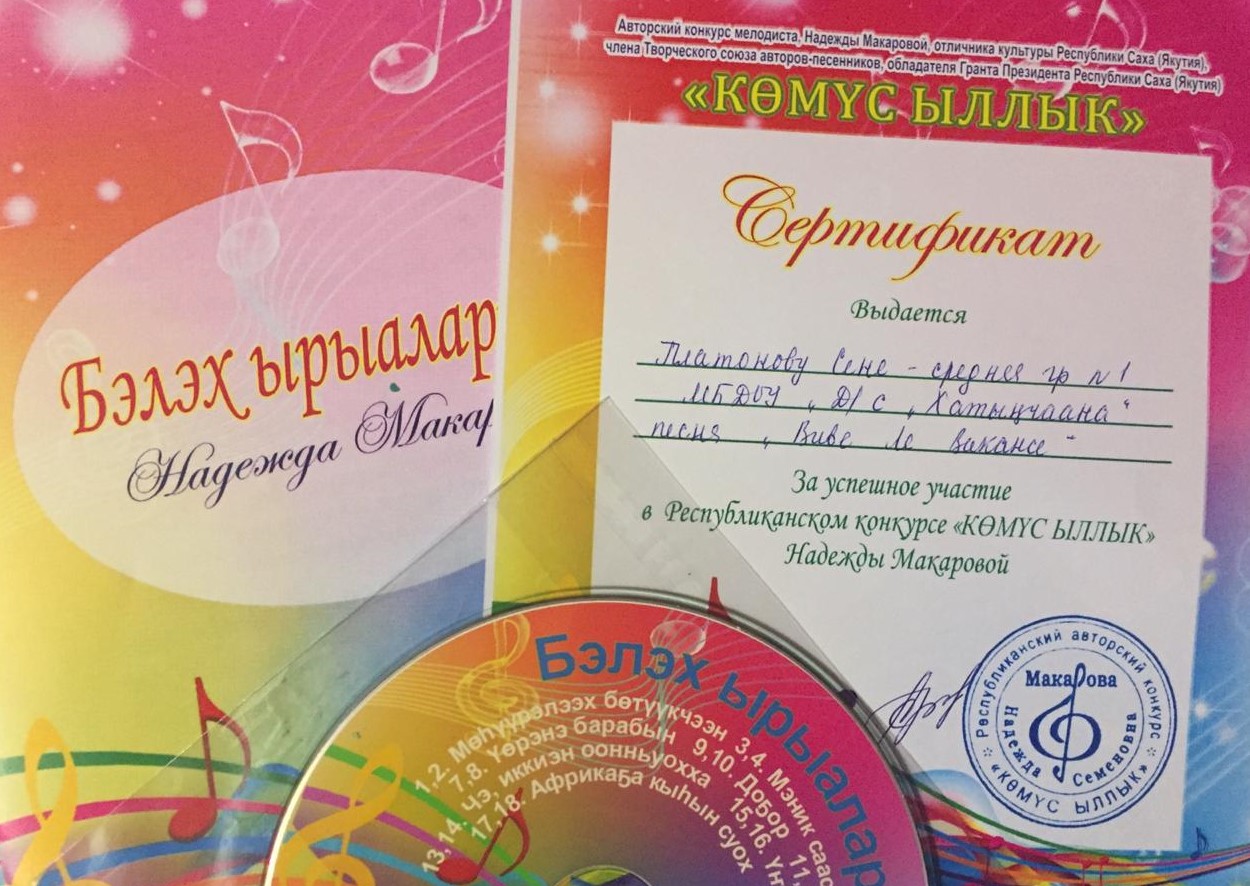 Бэлэх ырыалар
Надежда Макар
Авторский конкурс мелодиста, Надежды Макаровой, отличника культуры Республики Саха (Якутия),
члена Творческого союза авторов-песенников, обладателя Гранта Президента Республики Саха (Якутия)
«КӨМҮС ЫЛЛЫК»
Сертификат
Выдается
Платонову Сене - средняя гр n 1
МБДОУ „Д/с „Хатыҥчаана“
песня „Виве Ле Вакансе“
За успешное участие
в Республиканском конкурсе «КӨМҮС ЫЛЛЫК»
Надежды Макаровой
Республиканский авторский конкурс
«КӨМҮС ЫЛЛЫК»
Макарова
Надежда Семеновна
Бэлэх ырыалар
1,2. Мөһүүрэлээх бөтүүкчээн 3,4. Мэник саас
7,8. Үөрэнэ барабын 9,10. Добор 11,
13,14. Чэ, иккиэн оонньуохха 15,16. Үҥ
17,18. Африкаҕа кыһын суох